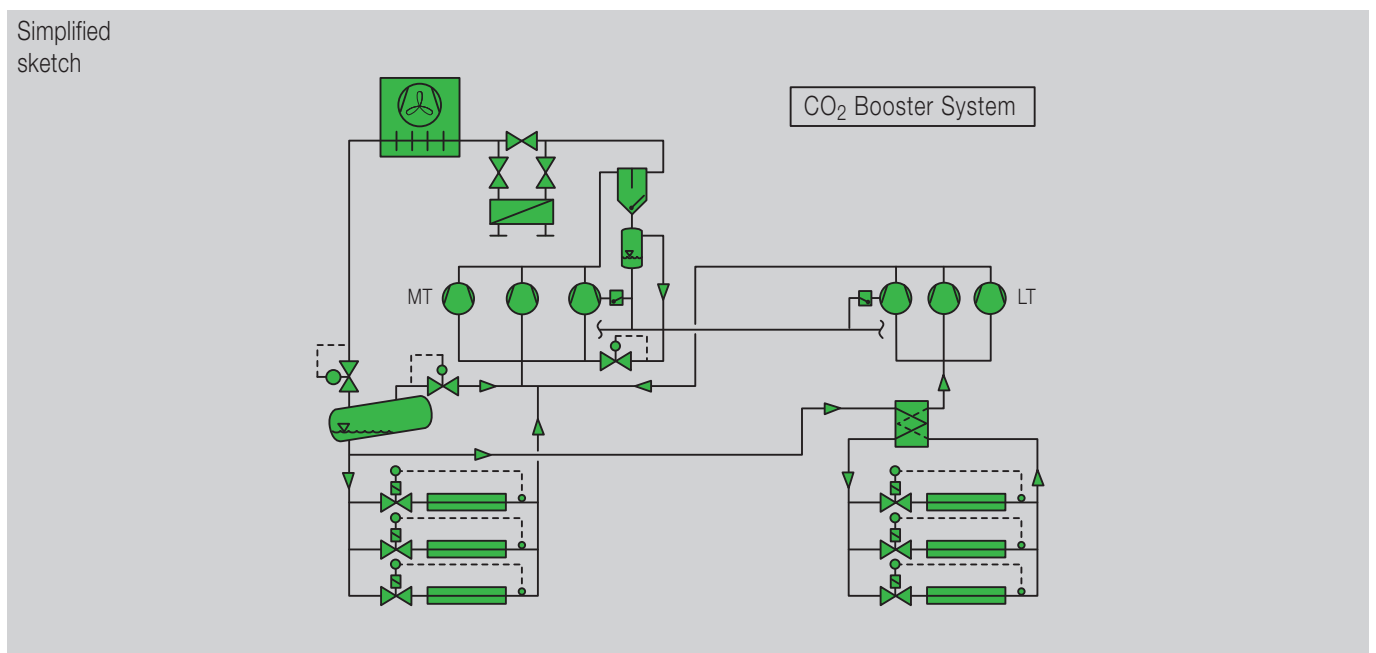 Simplified
sketch
CO₂ Booster System
MT
LT